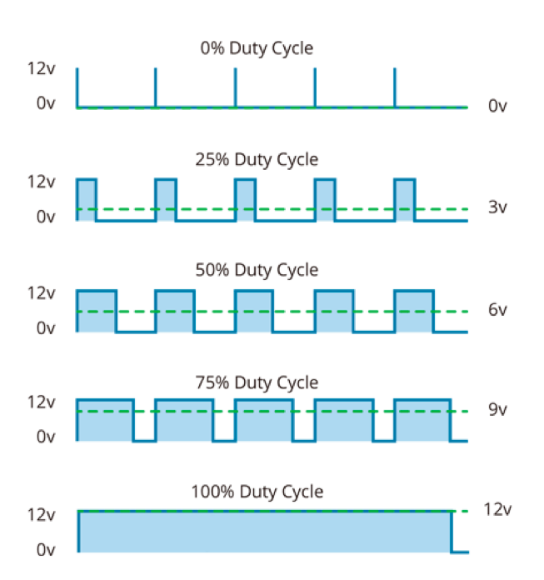 0% Duty Cycle
12v
0v
0v
25% Duty Cycle
12v
3v
0v
50% Duty Cycle
12v
6v
0v
75% Duty Cycle
12v
9v
0v
100% Duty Cycle
12v
12v
0v